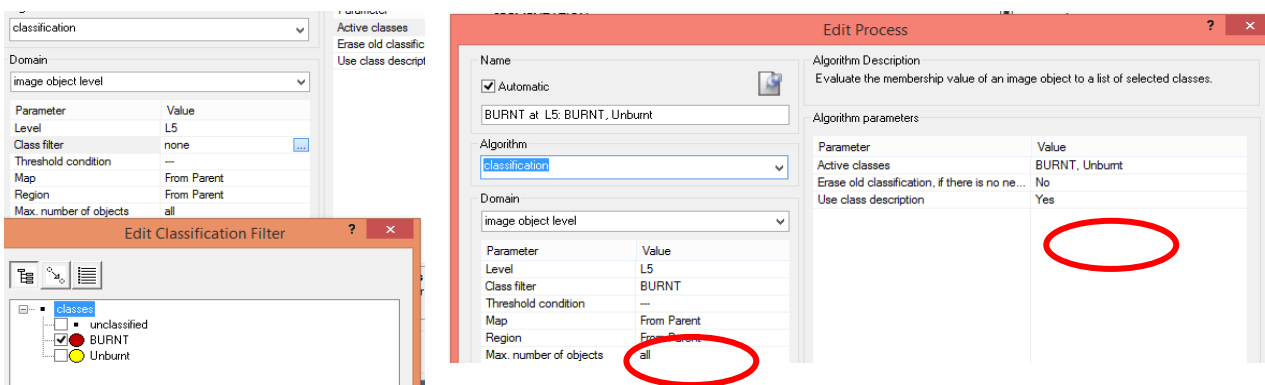 classification
Active classes
Erase old classific
Use class descript
Domain
image object level
Parameter Value
Level L5
Class filter none ...
Threshold condition ---
Map From Parent
Region From Parent
Max. number of objects all
Edit Classification Filter ? ×
classes
unclassified
BURNT
Unburnt
Edit Process ? ×
Name
Automatic
BURNT at L5: BURNT, Unburnt
Algorithm
classification
Domain
image object level
Parameter Value
Level L5
Class filter BURNT
Threshold condition ---
Map From Parent
Region From Parent
Max. number of objects all
Algorithm Description
Evaluate the membership value of an image object to a list of selected classes.
Algorithm parameters
Parameter Value
Active classes BURNT, Unburnt
Erase old classification, if there is no ne... No
Use class description Yes